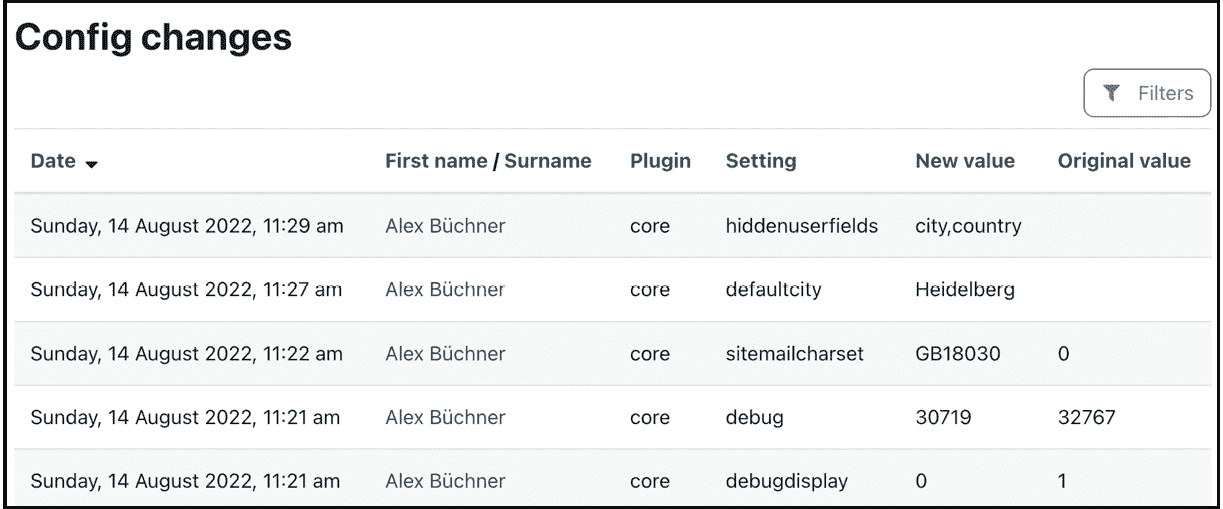 Config changes
Filters
Date First name / Surname Plugin Setting New value Original value
Sunday, 14 August 2022, 11:29 am Alex Büchner core hiddenuserfields city,country
Sunday, 14 August 2022, 11:27 am Alex Büchner core defaultcity Heidelberg
Sunday, 14 August 2022, 11:22 am Alex Büchner core sitemailcharset GB18030 0
Sunday, 14 August 2022, 11:21 am Alex Büchner core debug 30719 32767
Sunday, 14 August 2022, 11:21 am Alex Büchner core debugdisplay 0 1